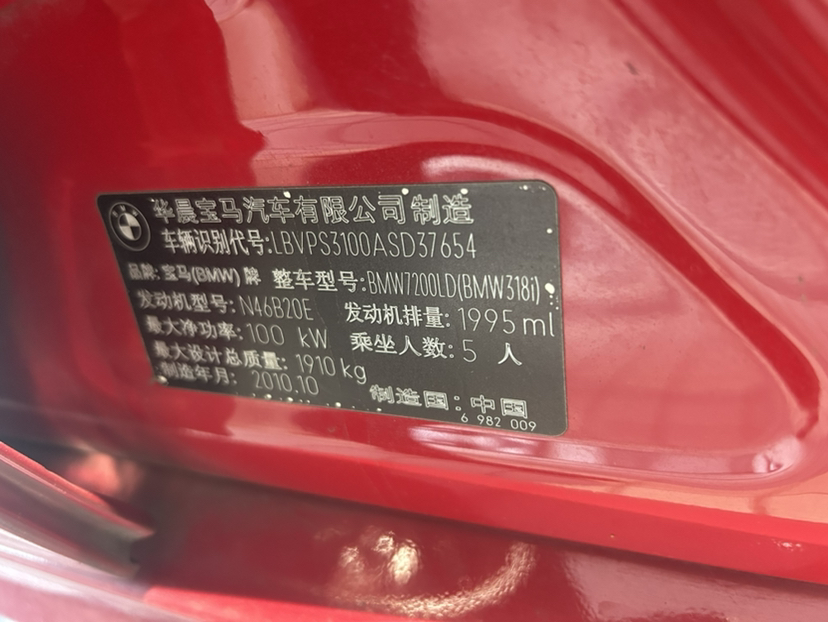 华晨宝马汽车有限公司制造
车辆识别代号:LBVPS3100ASD37654
品牌:宝马(BMW)牌 整车型号:BMW7200LD(BMW318i)
发动机型号:N46B20E 发动机排量:1995ml
最大净功率:100 kW 乘坐人数:5 人
最大设计总质量:1910 kg
制造年月:2010.10 制造国:中国
6 982 009